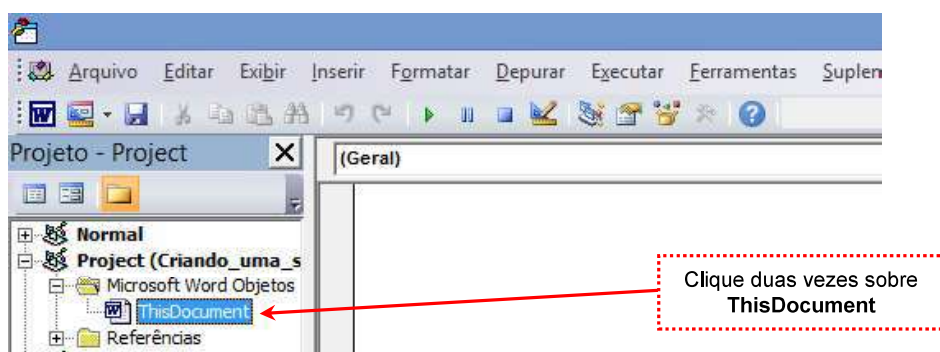 Arquivo Editar Exibir Inserir Formatar Depurar Executar Ferramentas Suplem
Projeto - Project
(Geral)
Normal
Project (Criando_uma_s
Microsoft Word Objetos
ThisDocument
Referências
Clique duas vezes sobre
ThisDocument